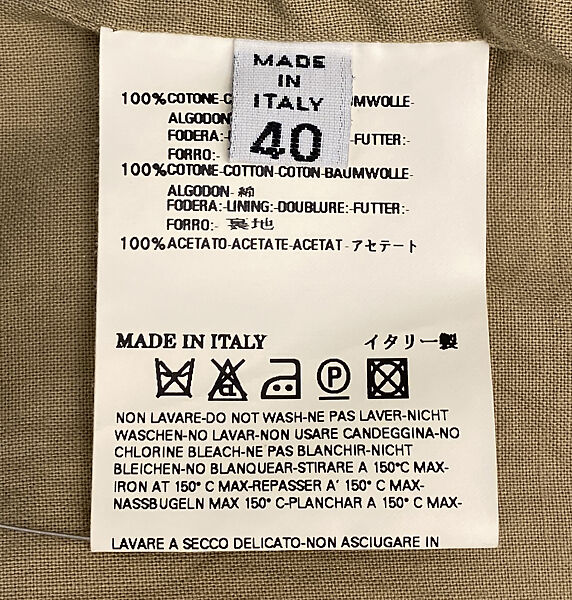 MADE
IN
ITALY
40
100% COTONE-C OMWOLLE-
ALGODON
FODERA:- E:-FUTTER:-
FORRO:-
100% COTONE-COTTON-COTON-BAUMWOLLE-
ALGODON- 綿
FODERA:-LINING:-DOUBLURE:-FUTTER:-
FORRO:- 裏地
100% ACETATO-ACETATE-ACETAT-アセテート
MADE IN ITALY イタリー製
P
NON LAVARE-DO NOT WASH-NE PAS LAVER-NICHT
WASCHEN-NO LAVAR-NON USARE CANDEGGINA-NO
CHLORINE BLEACH-NE PAS BLANCHIR-NICHT
BLEICHEN-NO BLANQUEAR-STIRARE A 150°C MAX-
IRON AT 150° C MAX-REPASSER A' 150° C MAX-
NASSBUGELN MAX 150° C-PLANCHAR A 150° C MAX-
LAVARE A SECCO DELICATO-NON ASCIUGARE IN